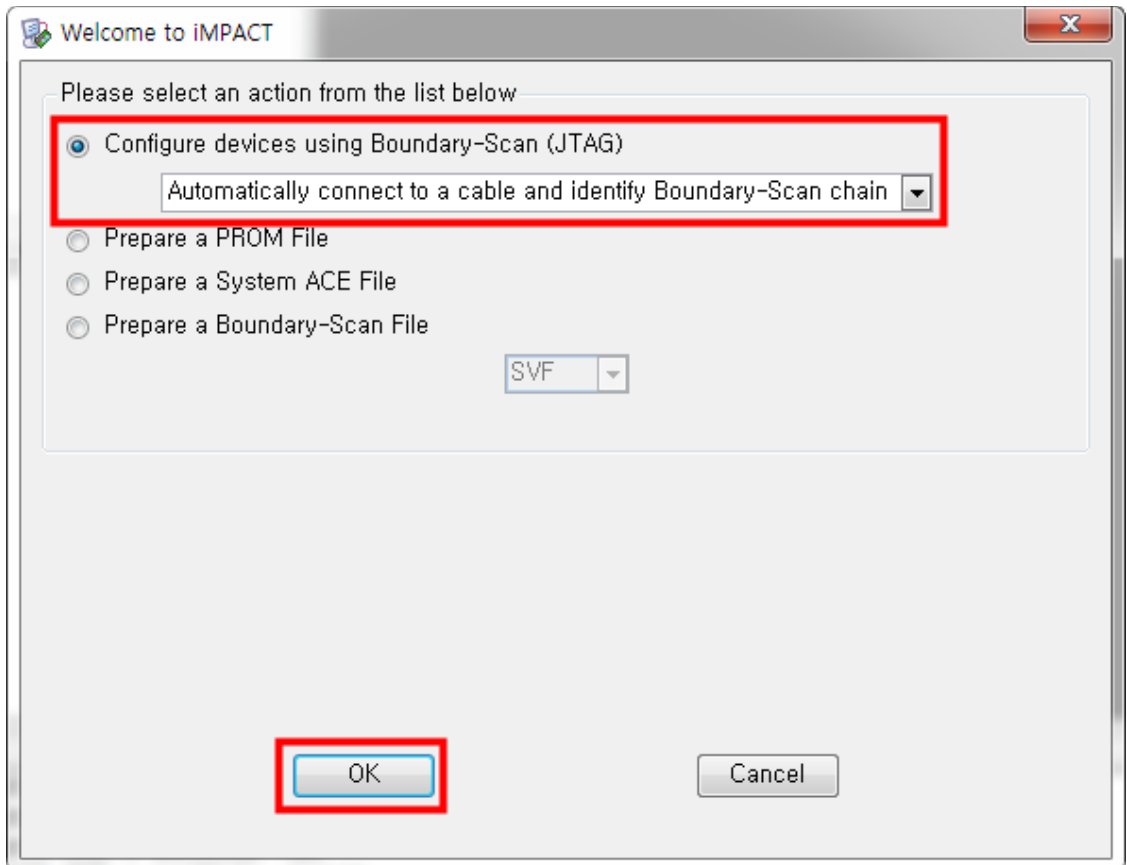 Welcome to iMPACT
X
Please select an action from the list below
Configure devices using Boundary-Scan (JTAG)
Automatically connect to a cable and identify Boundary-Scan chain
Prepare a PROM File
Prepare a System ACE File
Prepare a Boundary-Scan File
SVF
OK
Cancel